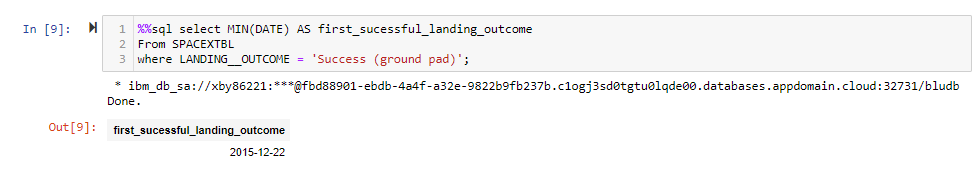 In [9]:
1 %%sql select MIN(DATE) AS first_sucessful_landing_outcome
2 From SPACEXTBL
3 where LANDING__OUTCOME = 'Success (ground pad)';
* ibm_db_sa://xby86221:***@fbd88901-ebdb-4a4f-a32e-9822b9fb237b.c1ogj3sd0tgtu0lqde00.databases.appdomain.cloud:32731/bludb
Done.
Out[9]:
first_sucessful_landing_outcome
2015-12-22